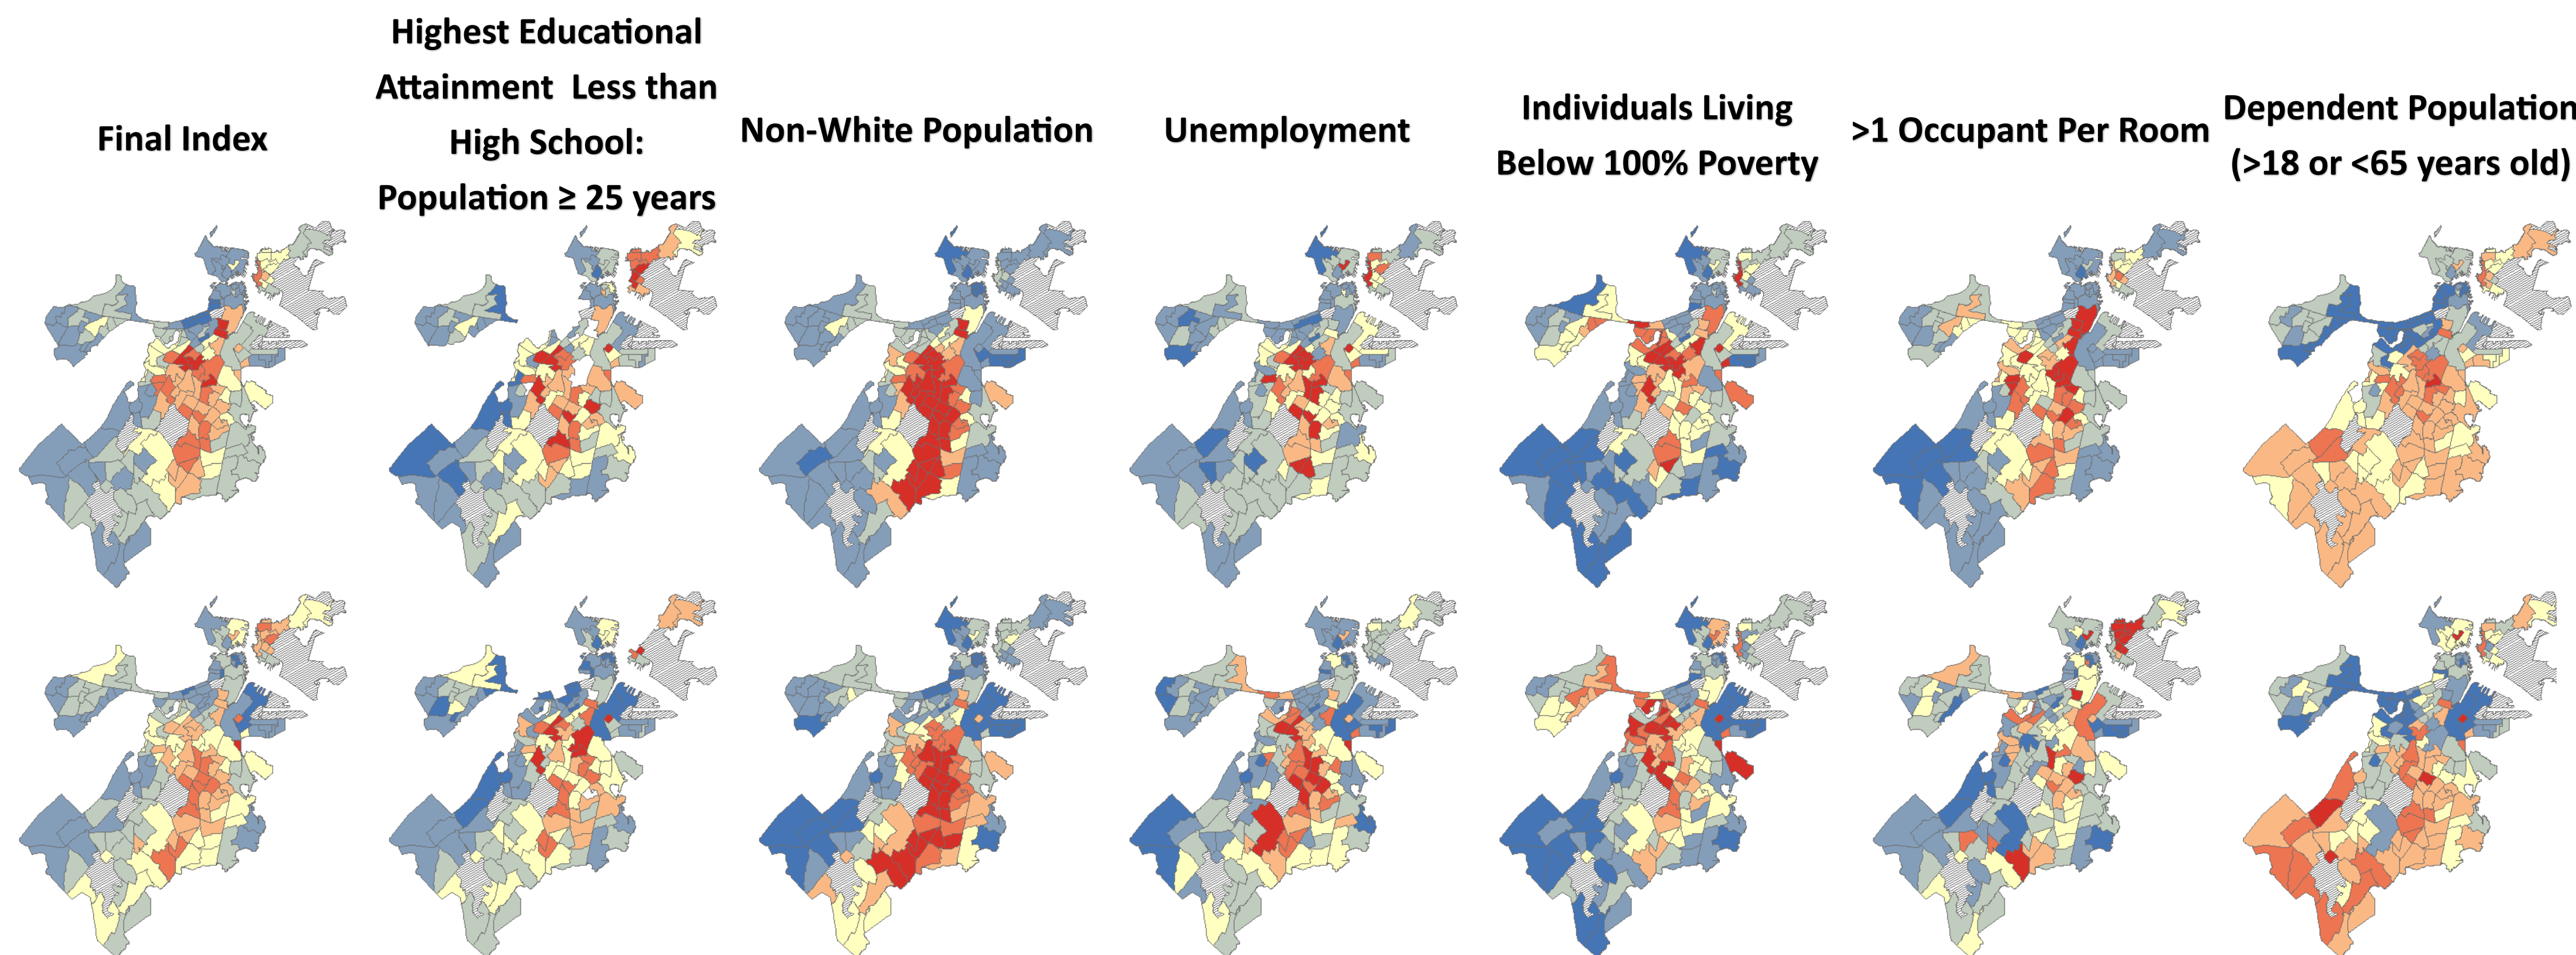 Final Index
Highest Educational
Attainment  Less than
High School:
Population ≥ 25 years
Non-White Population
Unemployment
Individuals Living
Below 100% Poverty
>1 Occupant Per Room
Dependent Population
(>18 or <65 years old)